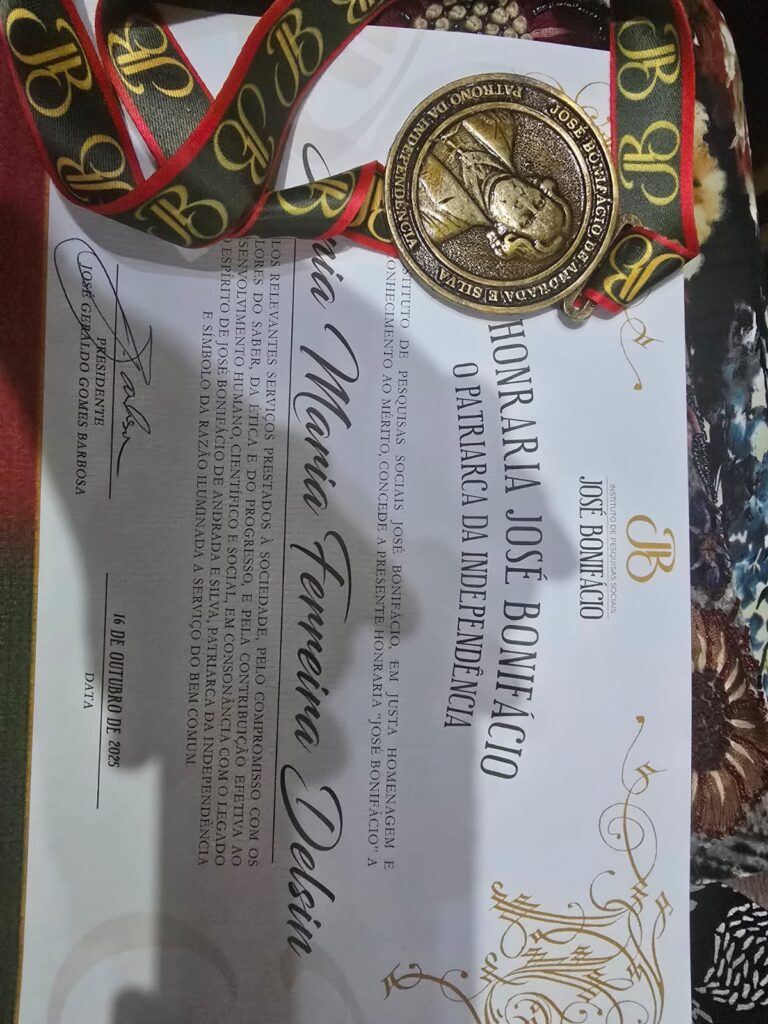 JOSÉ BONIFÁCIO DE ANDRADA E SILVA
PATRONO DA INDEPENDÊNCIA
JB
INSTITUTO DE PESQUISAS SOCIAIS
JOSÉ BONIFÁCIO
HONRARIA JOSÉ BONIFÁCIO
O PATRIARCA DA INDEPENDÊNCIA
STITUTO DE PESQUISAS SOCIAIS JOSÉ BONIFÁCIO, EM JUSTA HOMENAGEM E
CONHECIMENTO AO MÉRITO, CONCEDE A PRESENTE HONRARIA “JOSÉ BONIFÁCIO” A
nia Maria Ferreira Delsin
LOS RELEVANTES SERVIÇOS PRESTADOS À SOCIEDADE, PELO COMPROMISSO COM OS
LORES DO SABER, DA ÉTICA E DO PROGRESSO, E PELA CONTRIBUIÇÃO EFETIVA AO
SENVOLVIMENTO HUMANO, CIENTÍFICO E SOCIAL, EM CONSONÂNCIA COM O LEGADO
O ESPÍRITO DE JOSÉ BONIFÁCIO DE ANDRADA E SILVA, PATRIARCA DA INDEPENDÊNCIA
E SÍMBOLO DA RAZÃO ILUMINADA A SERVIÇO DO BEM COMUM
16 DE OUTUBRO DE 2025
PRESIDENTE
DATA
JOSÉ GERALDO GOMES BARBOSA